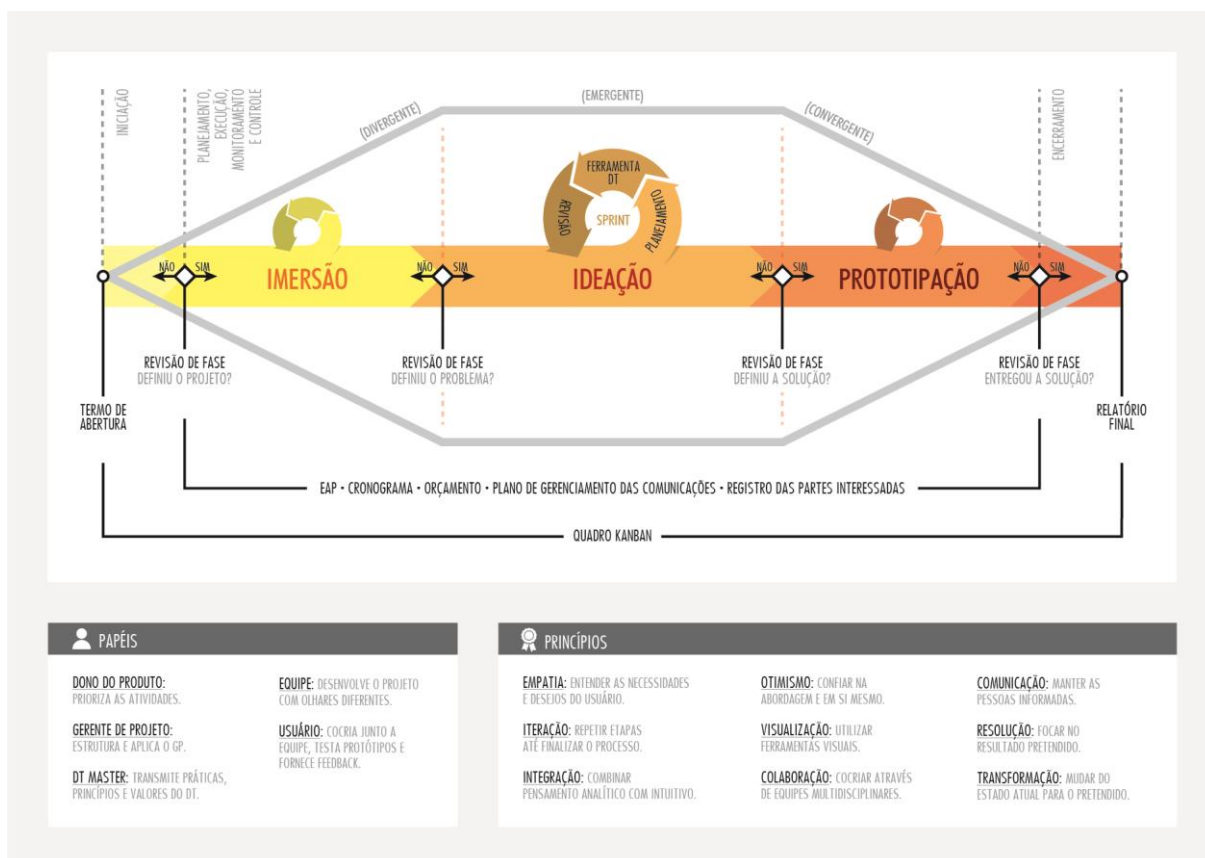 INICIAÇÃO
PLANEJAMENTO,
EXECUÇÃO,
MONITORAMENTO
E CONTROLE
(DIVERGENTE)
(EMERGENTE)
(CONVERGENTE)
ENCERRAMENTO
FERRAMENTA
DT
REVISÃO
SPRINT
PLANEJAMENTO
NÃO SIM
IMERSÃO
NÃO SIM
IDEAÇÃO
NÃO SIM
PROTOTIPAÇÃO
NÃO SIM
REVISÃO DE FASE
DEFINIU O PROJETO?
REVISÃO DE FASE
DEFINIU O PROBLEMA?
REVISÃO DE FASE
DEFINIU A SOLUÇÃO?
REVISÃO DE FASE
ENTREGOU A SOLUÇÃO?
TERMO DE
ABERTURA
RELATÓRIO
FINAL
EAP • CRONOGRAMA • ORÇAMENTO • PLANO DE GERENCIAMENTO DAS COMUNICAÇÕES • REGISTRO DAS PARTES INTERESSADAS
QUADRO KANBAN
PAPÉIS
DONO DO PRODUTO:
PRIORIZA AS ATIVIDADES.
GERENTE DE PROJETO:
ESTRUTURA E APLICA O GP.
DT MASTER: TRANSMITE PRÁTICAS,
PRINCÍPIOS E VALORES DO DT.
EQUIPE: DESENVOLVE O PROJETO
COM OLHARES DIFERENTES.
USUÁRIO: COCRIA JUNTO A
EQUIPE, TESTA PROTÓTIPOS E
FORNECE FEEDBACK.
PRINCÍPIOS
EMPATIA: ENTENDER AS NECESSIDADES
E DESEJOS DO USUÁRIO.
ITERAÇÃO: REPETIR ETAPAS
ATÉ FINALIZAR O PROCESSO.
INTEGRAÇÃO: COMBINAR
PENSAMENTO ANALÍTICO COM INTUITIVO.
OTIMISMO: CONFIAR NA
ABORDAGEM E EM SI MESMO.
VISUALIZAÇÃO: UTILIZAR
FERRAMENTAS VISUAIS.
COLABORAÇÃO: COCRIAR ATRAVÉS
DE EQUIPES MULTIDISCIPLINARES.
COMUNICAÇÃO: MANTER AS
PESSOAS INFORMADAS.
RESOLUÇÃO: FOCAR NO
RESULTADO PRETENDIDO.
TRANSFORMAÇÃO: MUDAR DO
ESTADO ATUAL PARA O PRETENDIDO.